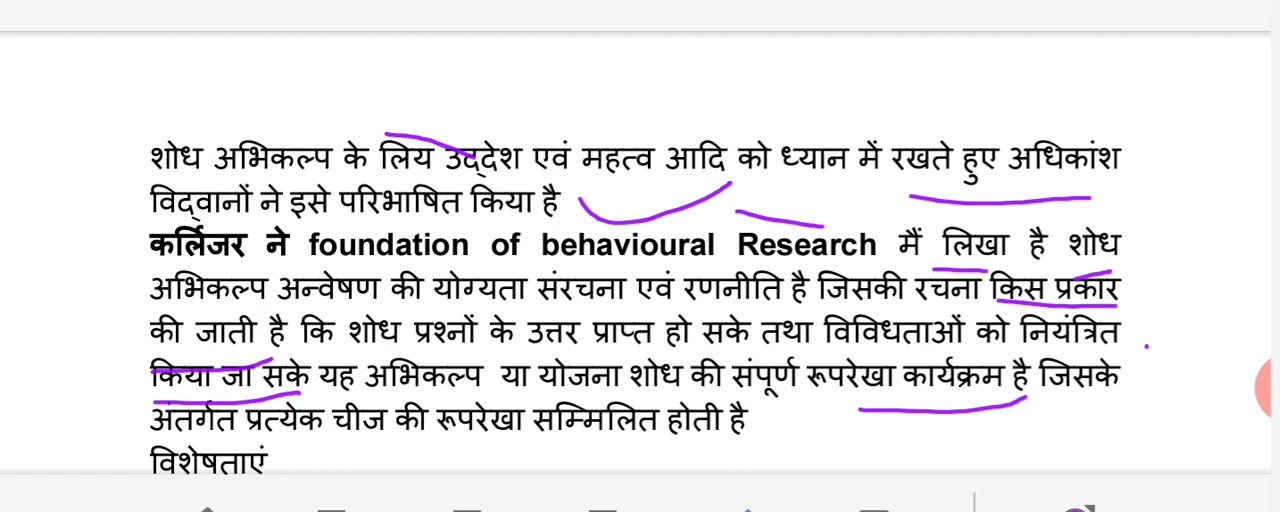 शोध अभिकल्प के लिय उद्देश एवं महत्व आदि को ध्यान में रखते हुए अधिकांश
विद्वानों ने इसे परिभाषित किया है
कर्लिजर ने foundation of behavioural Research मैं लिखा है शोध
अभिकल्प अन्वेषण की योग्यता संरचना एवं रणनीति है जिसकी रचना किस प्रकार
की जाती है कि शोध प्रश्नों के उत्तर प्राप्त हो सके तथा विविधताओं को नियंत्रित
किया जा सके यह अभिकल्प या योजना शोध की संपूर्ण रूपरेखा कार्यक्रम है जिसके
अंतर्गत प्रत्येक चीज की रूपरेखा सम्मिलित होती है
विशेषताएं